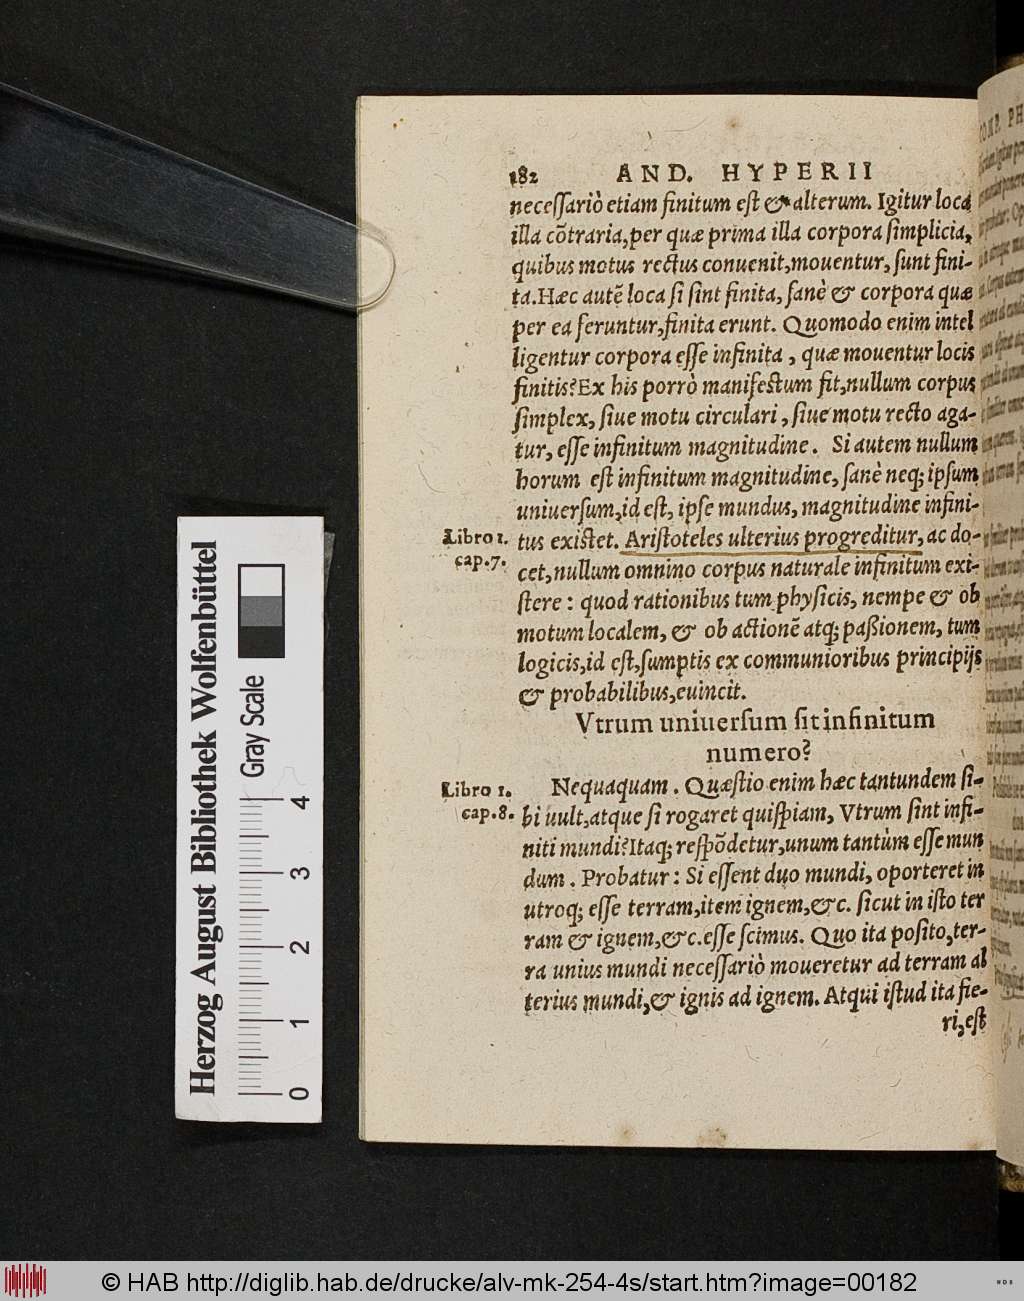 182 AND. HYPERII
necessariò etiam finitum est & alterum. Igitur loca
illa cõtraria, per quæ prima illa corpora simplicia,
quibus motus rectus conuenit, mouentur, sunt fini-
ta. Hæc autẽ loca si sint finita, sanè & corpora quæ
per ea feruntur, finita erunt. Quomodo enim intel
ligentur corpora esse infinita, quæ mouentur locis
finitis? Ex his porrò manifestum fit, nullum corpus
simplex, siue motu circulari, siue motu recto aga-
tur, esse infinitum magnitudine. Si autem nullum
horum est infinitum magnitudine, sanè neq; ipsum
uniuersum, id est, ipse mundus, magnitudine infini-
Libro 1.
cap. 7.
tus existet. Aristoteles ulterius progreditur, ac do-
cet, nullum omnino corpus naturale infinitum exi-
stere: quod rationibus tum physicis, nempe & ob
motum localem, & ob actionẽ atq; paßionem, tum
logicis, id est, sumptis ex communioribus principijs
& probabilibus, euincit.
Vtrum uniuersum sit infinitum
numero?
Libro 1.
cap. 8.
Nequaquam. Quæstio enim hæc tantundem si-
bi uult, atque si rogaret quispiam, Vtrum sint infi-
niti mundi? Itaq; respõdetur, unum tantùm esse mun
dum. Probatur: Si essent duo mundi, oporteret in
utroq; esse terram, item ignem, &c. sicut in isto ter
ram & ignem, &c. esse scimus. Quo ita posito, ter-
ra unius mundi necessariò moueretur ad terram al
terius mundi, & ignis ad ignem. Atqui istud ita fie-
ri, est
COMP. PH
Herzog August Bibliothek Wolfenbüttel
Gray Scale
0 1 2 3 4
© HAB http://diglib.hab.de/drucke/alv-mk-254-4s/start.htm?image=00182